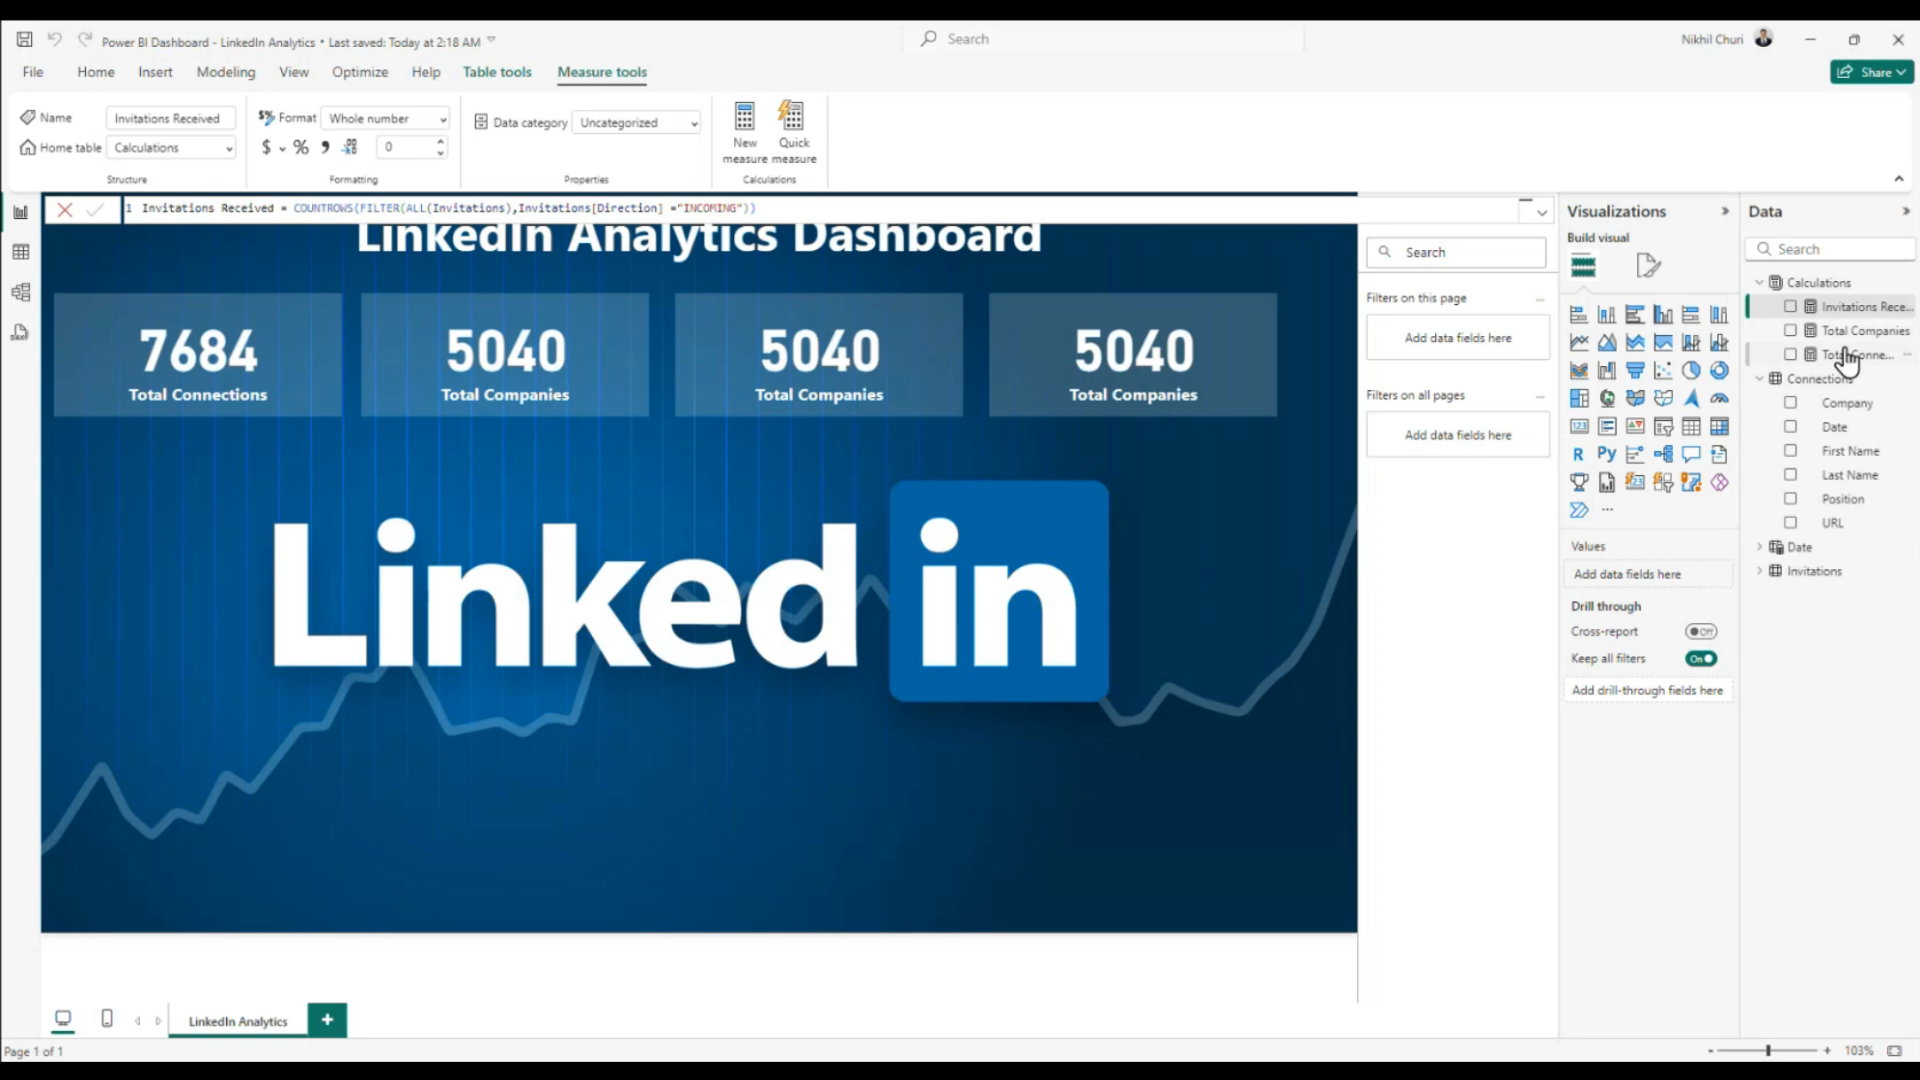 Power BI Dashboard - LinkedIn Analytics • Last saved: Today at 2:18 AM
Search
Nikhil Churi
File Home Insert Modeling View Optimize Help Table tools Measure tools
Share
Name Invitations Received
Home table Calculations
Structure
Format Whole number
$ % 0
Formatting
Data category Uncategorized
Properties
New measure
Quick measure
Calculations
1 Invitations Received = COUNTROWS(FILTER(ALL(Invitations),Invitations[Direction] ="INCOMING"))
LinkedIn Analytics Dashboard
7684
Total Connections
5040
Total Companies
5040
Total Companies
5040
Total Companies
Linked in
Search
Filters on this page ...
Add data fields here
Filters on all pages ...
Add data fields here
Visualizations
Build visual
123
R Py
...
Values
Add data fields here
Drill through
Cross-report Off
Keep all filters On
Add drill-through fields here
Data
Search
Calculations
Invitations Rece...
Total Companies
Connections
Company
Date
First Name
Last Name
Position
URL
Date
Invitations
LinkedIn Analytics +
Page 1 of 1
- + 103%